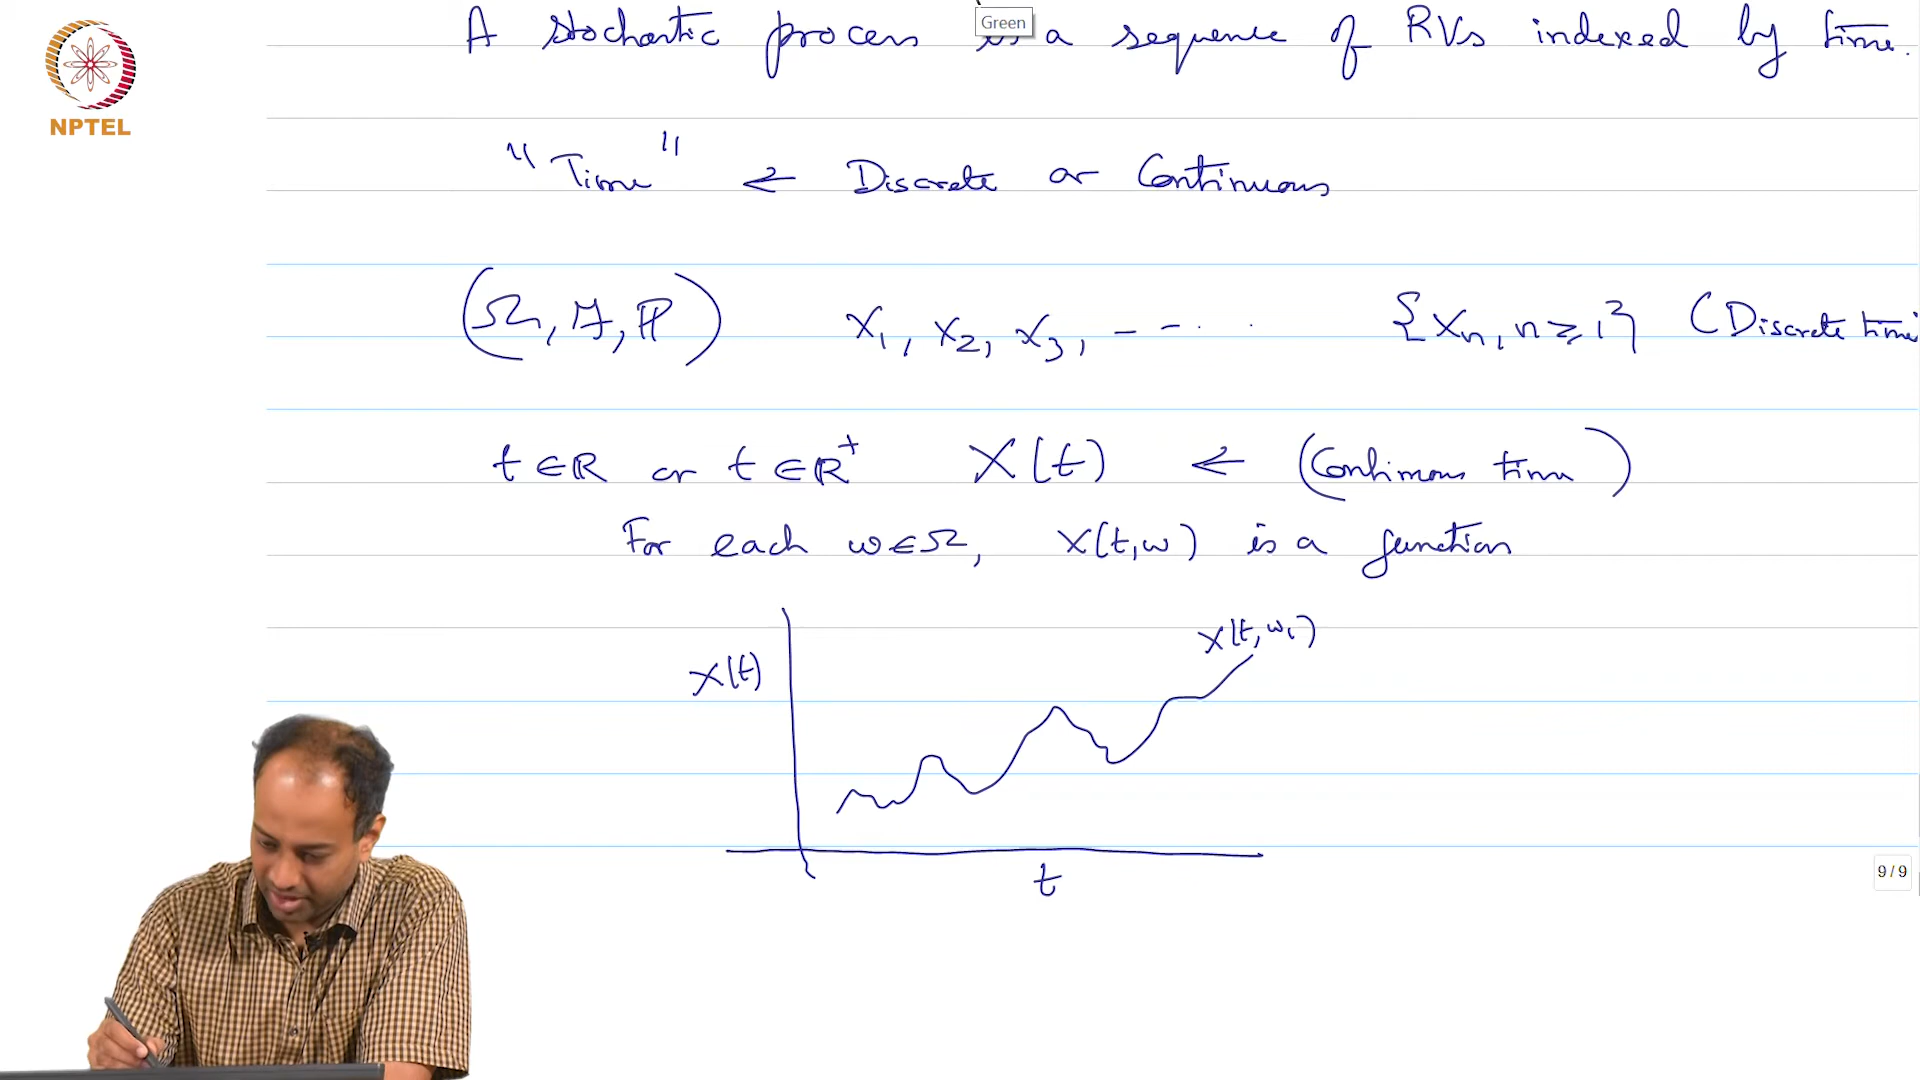 A stochastic process is a sequence of RVs indexed by time.
Green
NPTEL
"Time" ← Discrete or Continuous
(Ω, F, P) X₁, X₂, X₃, - - - . . {Xₙ, n ≥ 1} (Discrete time
t ∈ ℝ or t ∈ ℝ⁺ X(t) ← (Continuous time)
For each ω ∈ Ω, X(t,ω) is a function
X(t,ω₁)
X(t)
t
9 / 9